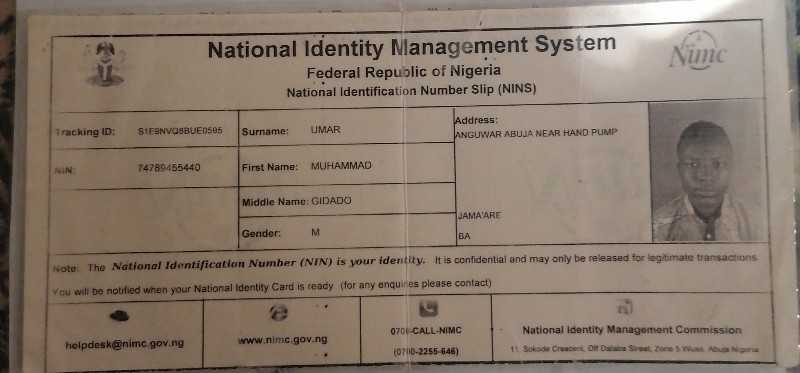 National Identity Management System
Federal Republic of Nigeria
National Identification Number Slip (NINS)
Nimc
Tracking ID: S1E9NVQ8BUE0595
Surname: UMAR
Address:
ANGUWAR ABUJA NEAR HAND PUMP
NIN: 74789455440
First Name: MUHAMMAD
Middle Name: GIDADO
JAMA'ARE
Gender: M
BA
Note: The National Identification Number (NIN) is your identity. It is confidential and may only be released for legitimate transactions.
You will be notified when your National Identity Card is ready (for any enquiries please contact)
helpdesk@nimc.gov.ng
www.nimc.gov.ng
0700-CALL-NIMC
(0700-2255-646)
National Identity Management Commission
11, Sokode Crescent, Off Dalaba Street, Zone 5 Wuse, Abuja Nigeria